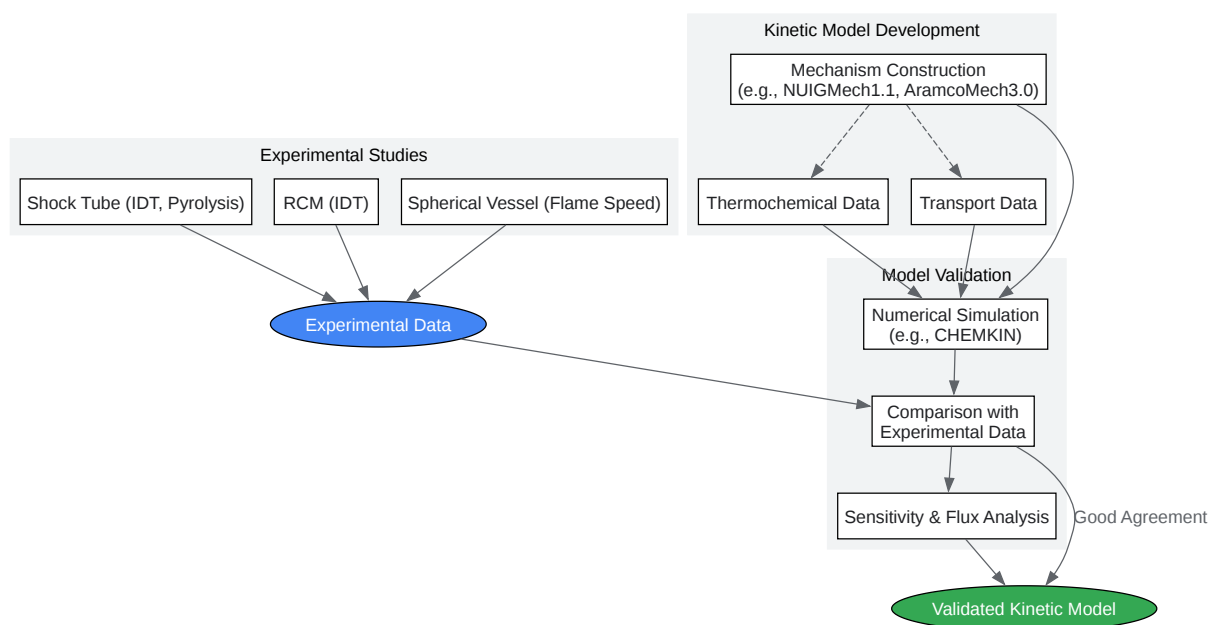 Kinetic Model Development
Mechanism Construction
(e.g., NUIGMech1.1, AramcoMech3.0)
Experimental Studies
Shock Tube (IDT, Pyrolysis)
RCM (IDT)
Spherical Vessel (Flame Speed)
Thermochemical Data
Transport Data
Model Validation
Experimental Data
Numerical Simulation
(e.g., CHEMKIN)
Comparison with
Experimental Data
Sensitivity & Flux Analysis
Good Agreement
Validated Kinetic Model